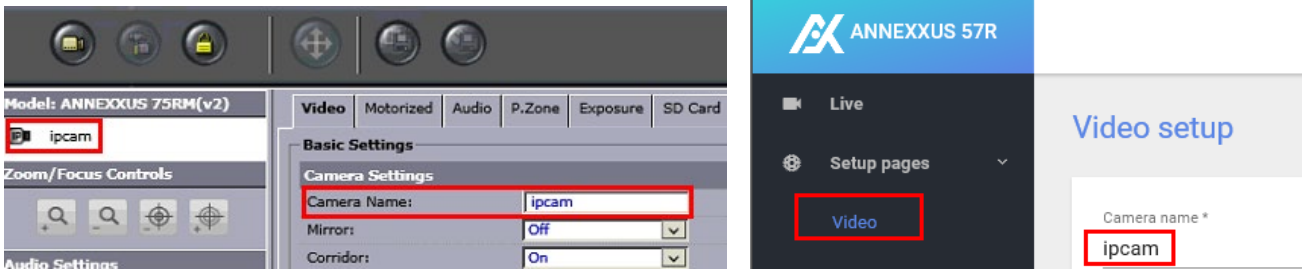 Model: ANNEXXUS 75RM(v2)
ipcam
Zoom/Focus Controls
Audio Settings
Video Motorized Audio P.Zone Exposure SD Card
Basic Settings
Camera Settings
Camera Name: ipcam
Mirror: Off
Corridor: On
ANNEXXUS 57R
Live
Setup pages
Video
Video setup
Camera name *
ipcam